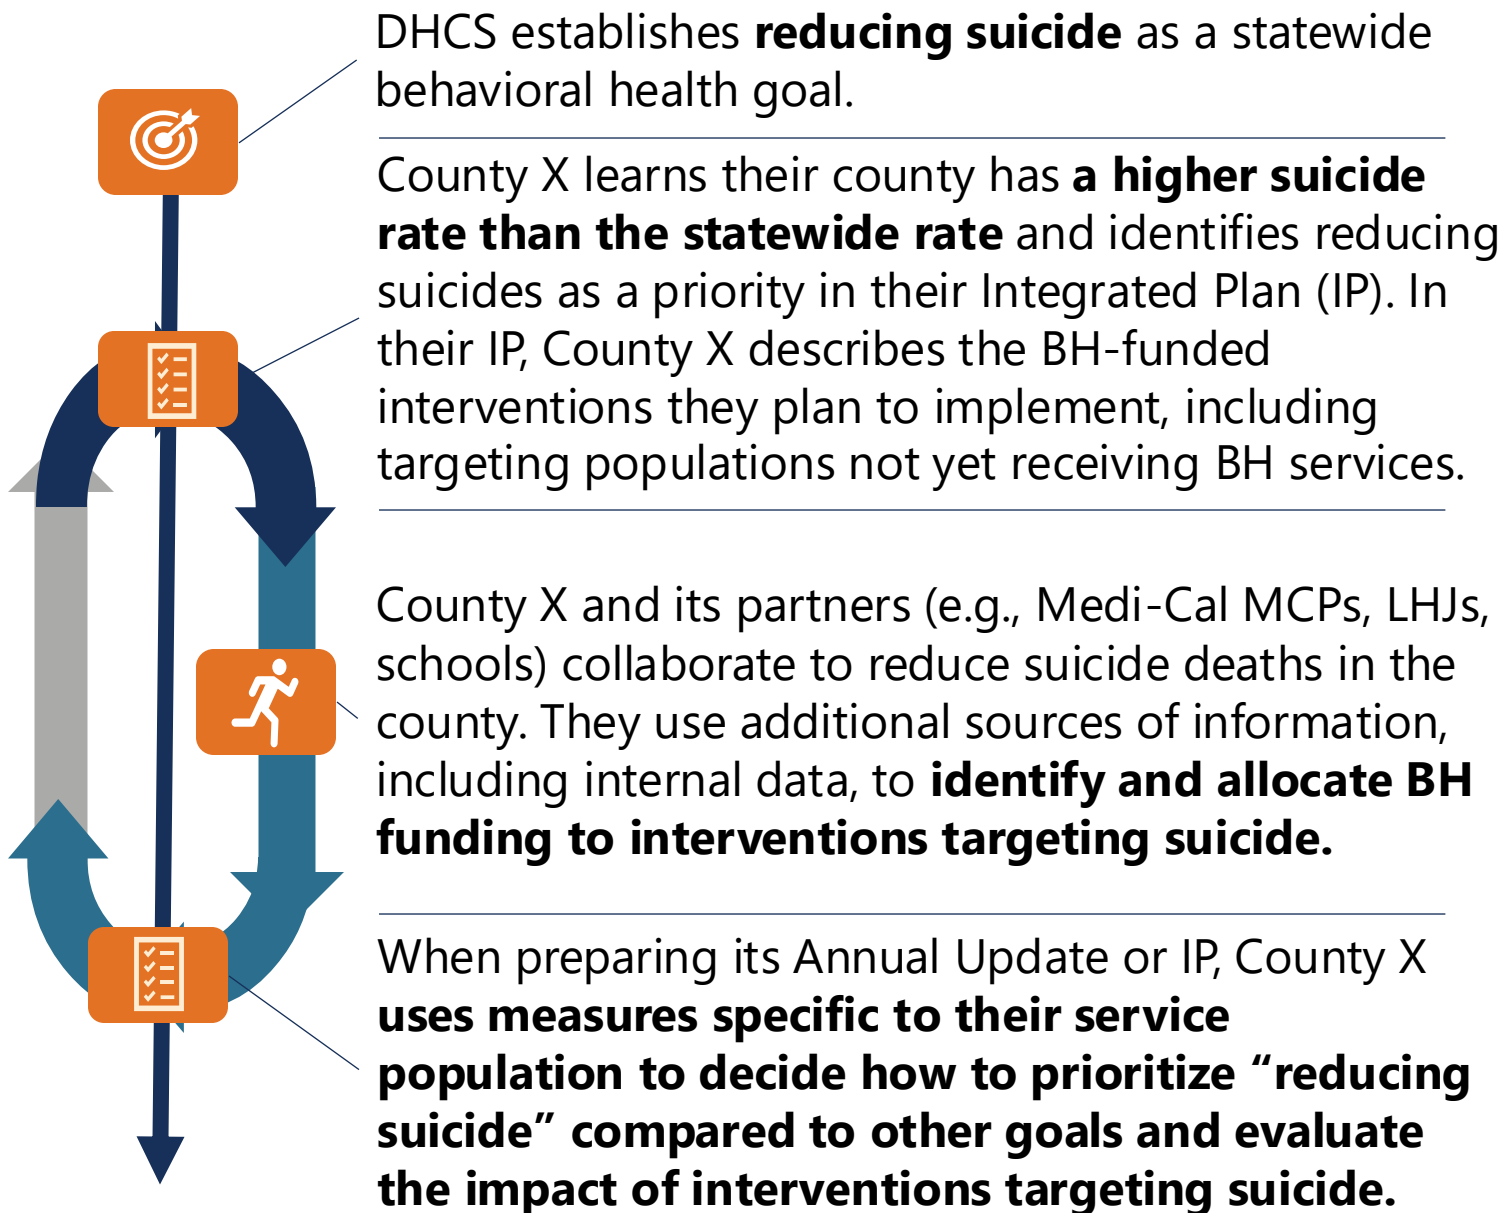 DHCS establishes reducing suicide as a statewide
behavioral health goal.
County X learns their county has a higher suicide
rate than the statewide rate and identifies reducing
suicides as a priority in their Integrated Plan (IP). In
their IP, County X describes the BH-funded
interventions they plan to implement, including
targeting populations not yet receiving BH services.
County X and its partners (e.g., Medi-Cal MCPs, LHJs,
schools) collaborate to reduce suicide deaths in the
county. They use additional sources of information,
including internal data, to identify and allocate BH
funding to interventions targeting suicide.
When preparing its Annual Update or IP, County X
uses measures specific to their service
population to decide how to prioritize “reducing
suicide” compared to other goals and evaluate
the impact of interventions targeting suicide.